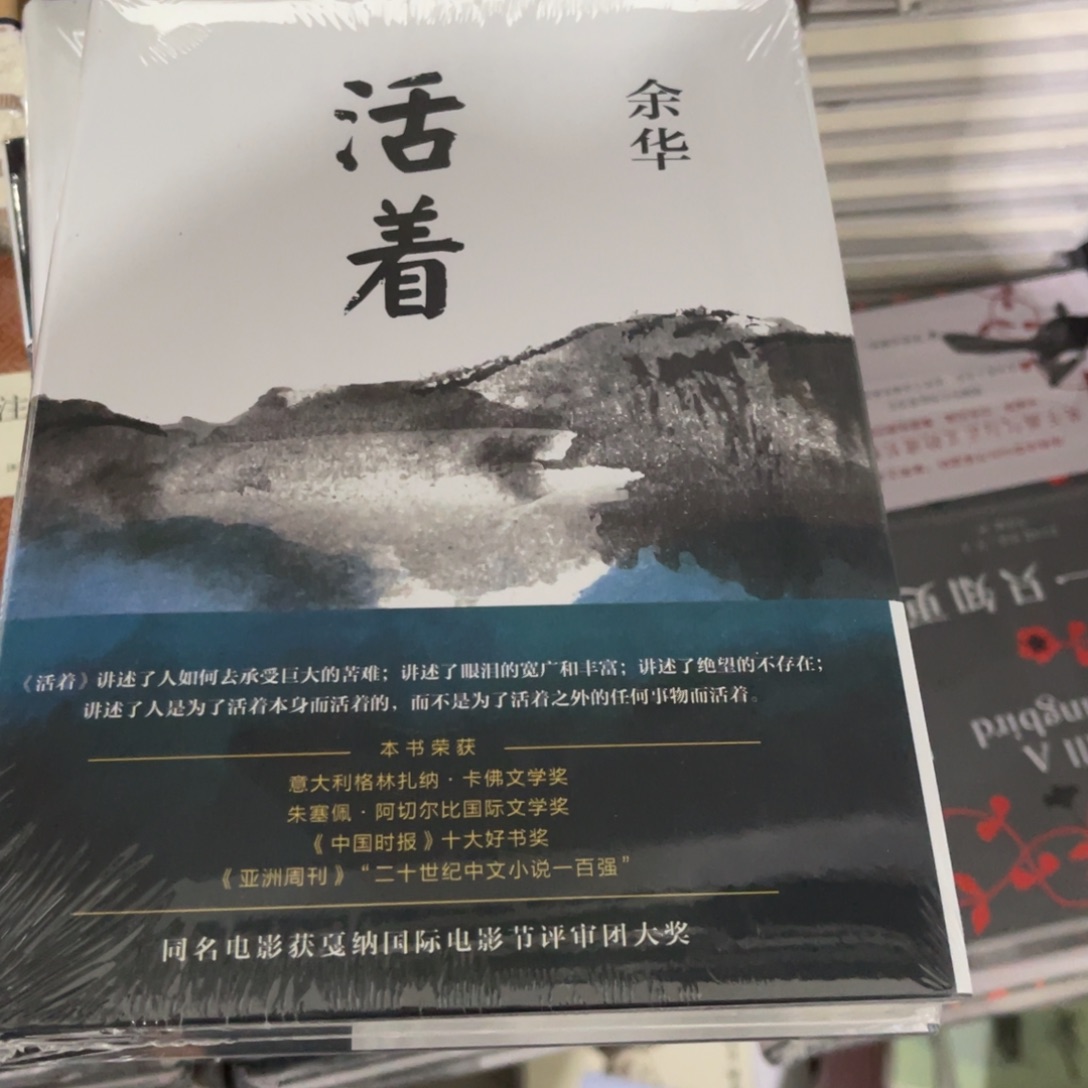 活着
余华
《活着》讲述了人如何去承受巨大的苦难；讲述了眼泪的宽广和丰富；讲述了绝望的不存在；
讲述了人是为了活着本身而活着的，而不是为了活着之外的任何事物而活着。
本书荣获
意大利格林扎纳·卡佛文学奖
朱塞佩·阿切尔比国际文学奖
《中国时报》十大好书奖
《亚洲周刊》“二十世纪中文小说一百强”
同名电影获戛纳国际电影节评审团大奖
注
一只知更
ll A
ngbird